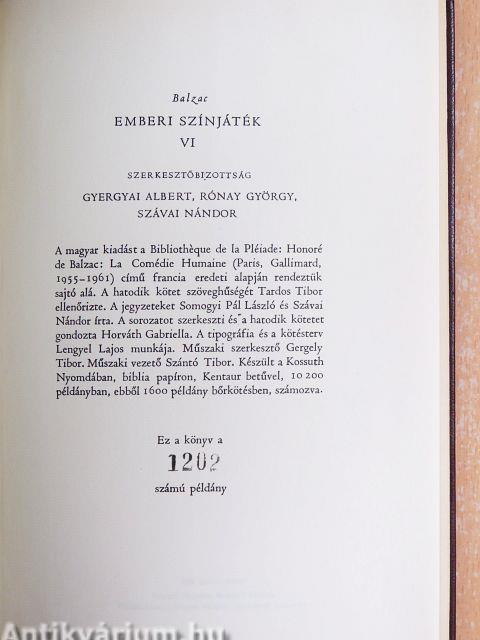 Balzac
EMBERI SZÍNJÁTÉK
VI
SZERKESZTŐBIZOTTSÁG
GYERGYAI ALBERT, RÓNAY GYÖRGY,
SZÁVAI NÁNDOR
A magyar kiadást a Bibliothèque de la Pléiade: Honoré
de Balzac: La Comédie Humaine (Paris, Gallimard,
1955–1961) című francia eredeti alapján rendeztük
sajtó alá. A hatodik kötet szöveghűségét Tardos Tibor
ellenőrizte. A jegyzeteket Somogyi Pál László és Szávai
Nándor írta. A sorozatot szerkeszti és a hatodik kötetet
gondozta Horváth Gabriella. A tipográfia és a kötésterv
Lengyel Lajos munkája. Műszaki szerkesztő Gergely
Tibor. Műszaki vezető Szántó Tibor. Készült a Kossuth
Nyomdában, biblia papíron, Kentaur betűvel, 10 200
példányban, ebből 1600 példány bőrkötésben, számozva.
Ez a könyv a
1202
számú példány
Antikvárium.hu